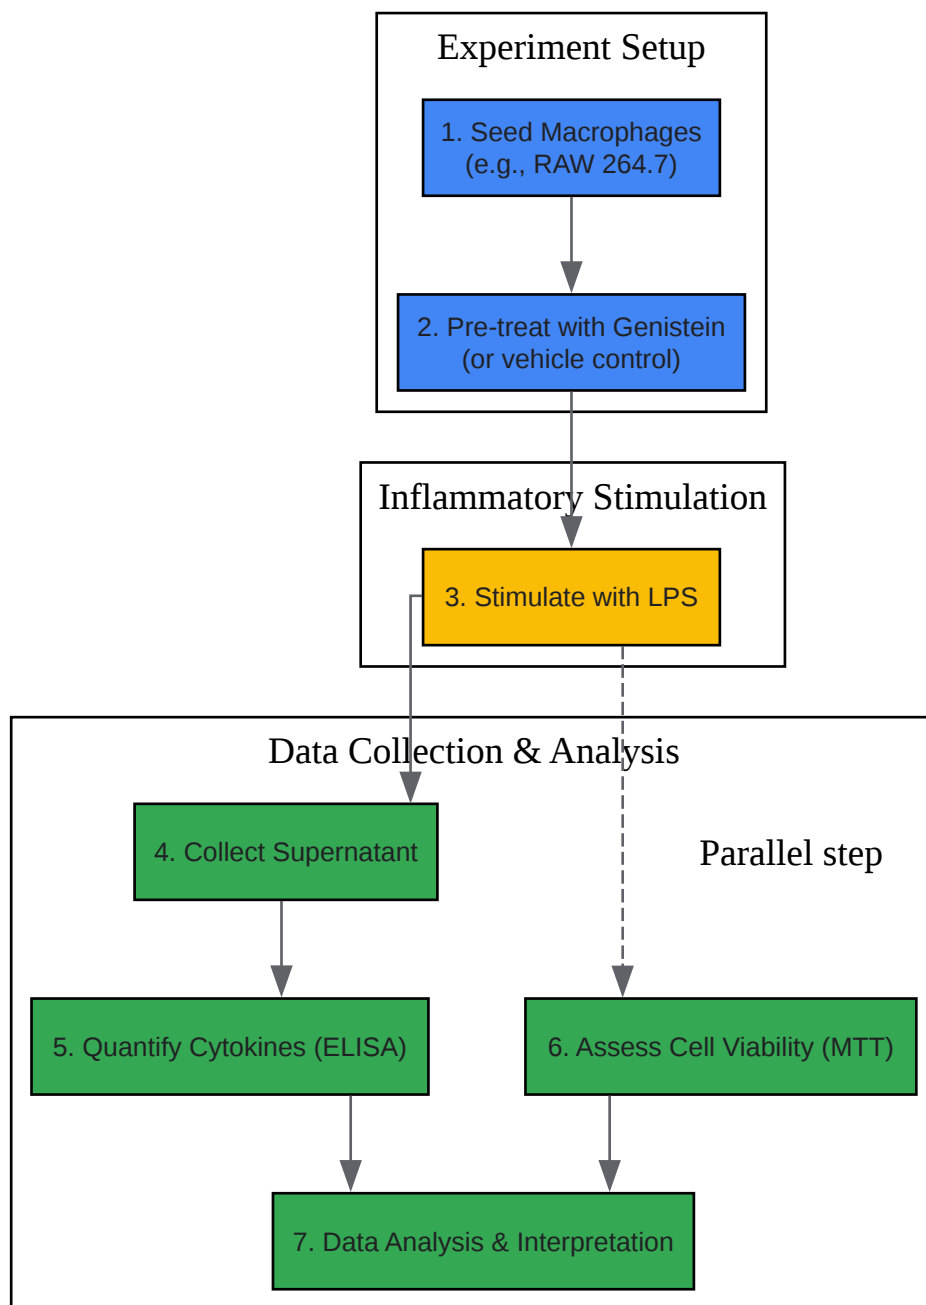 Experiment Setup
1. Seed Macrophages
(e.g., RAW 264.7)
2. Pre-treat with Genistein
(or vehicle control)
Inflammatory Stimulation
3. Stimulate with LPS
Data Collection & Analysis
4. Collect Supernatant
Parallel step
5. Quantify Cytokines (ELISA)
6. Assess Cell Viability (MTT)
7. Data Analysis & Interpretation